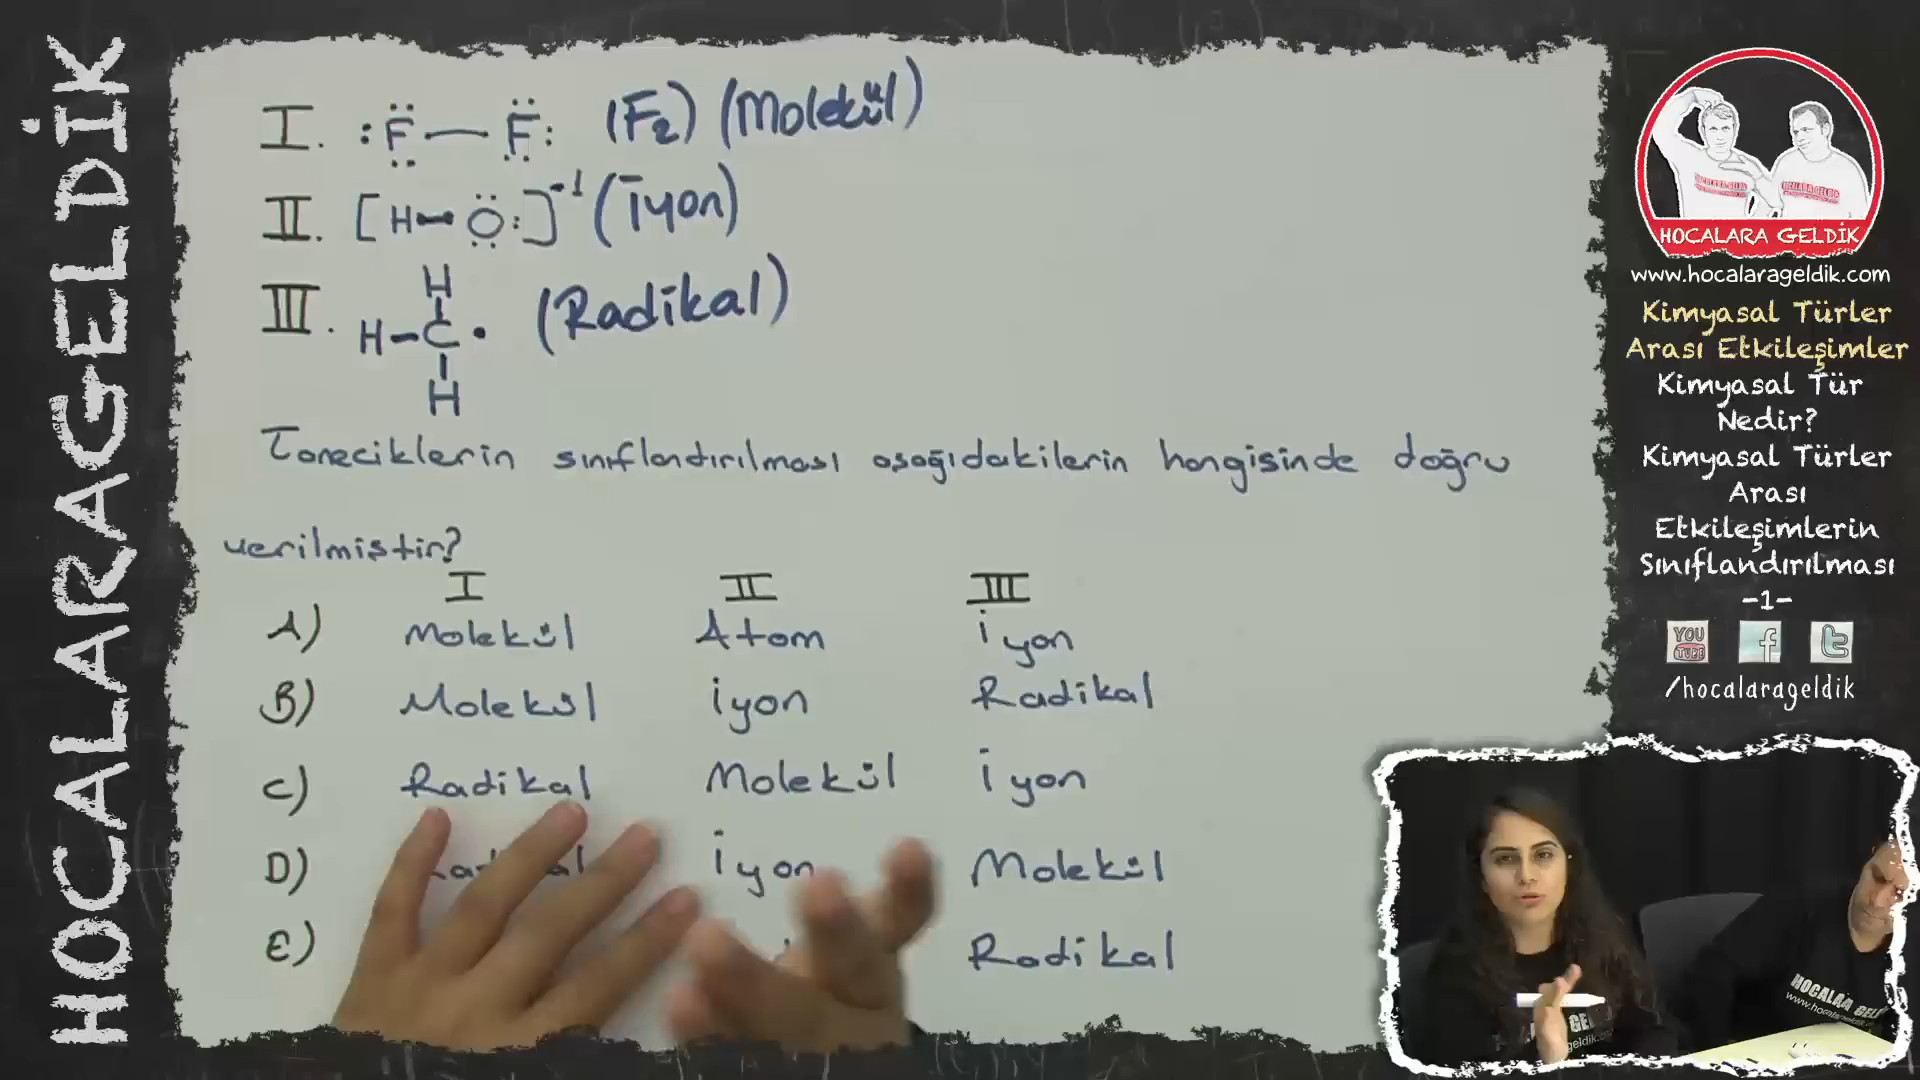 HOCALARAGELDİK
I. :F̈—F̈: (F₂) (Molekül)
II. [H—Ö:]⁻¹ (İyon)
III. H—C• (Radikal)
H
H
Taneciklerin sınıflandırılması aşağıdakilerin hangisinde doğru
verilmiştir?
I II III
A) Molekül Atom İyon
B) Molekül İyon Radikal
C) Radikal Molekül İyon
D) İyon Molekül
E) Radikal
HOCALARA GELDİK
www.hocalarageldik.com
Kimyasal Türler
Arası Etkileşimler
Kimyasal Tür
Nedir?
Kimyasal Türler
Arası
Etkileşimlerin
Sınıflandırılması
-1-
YOU
TUBE
f
t
/hocalarageldik